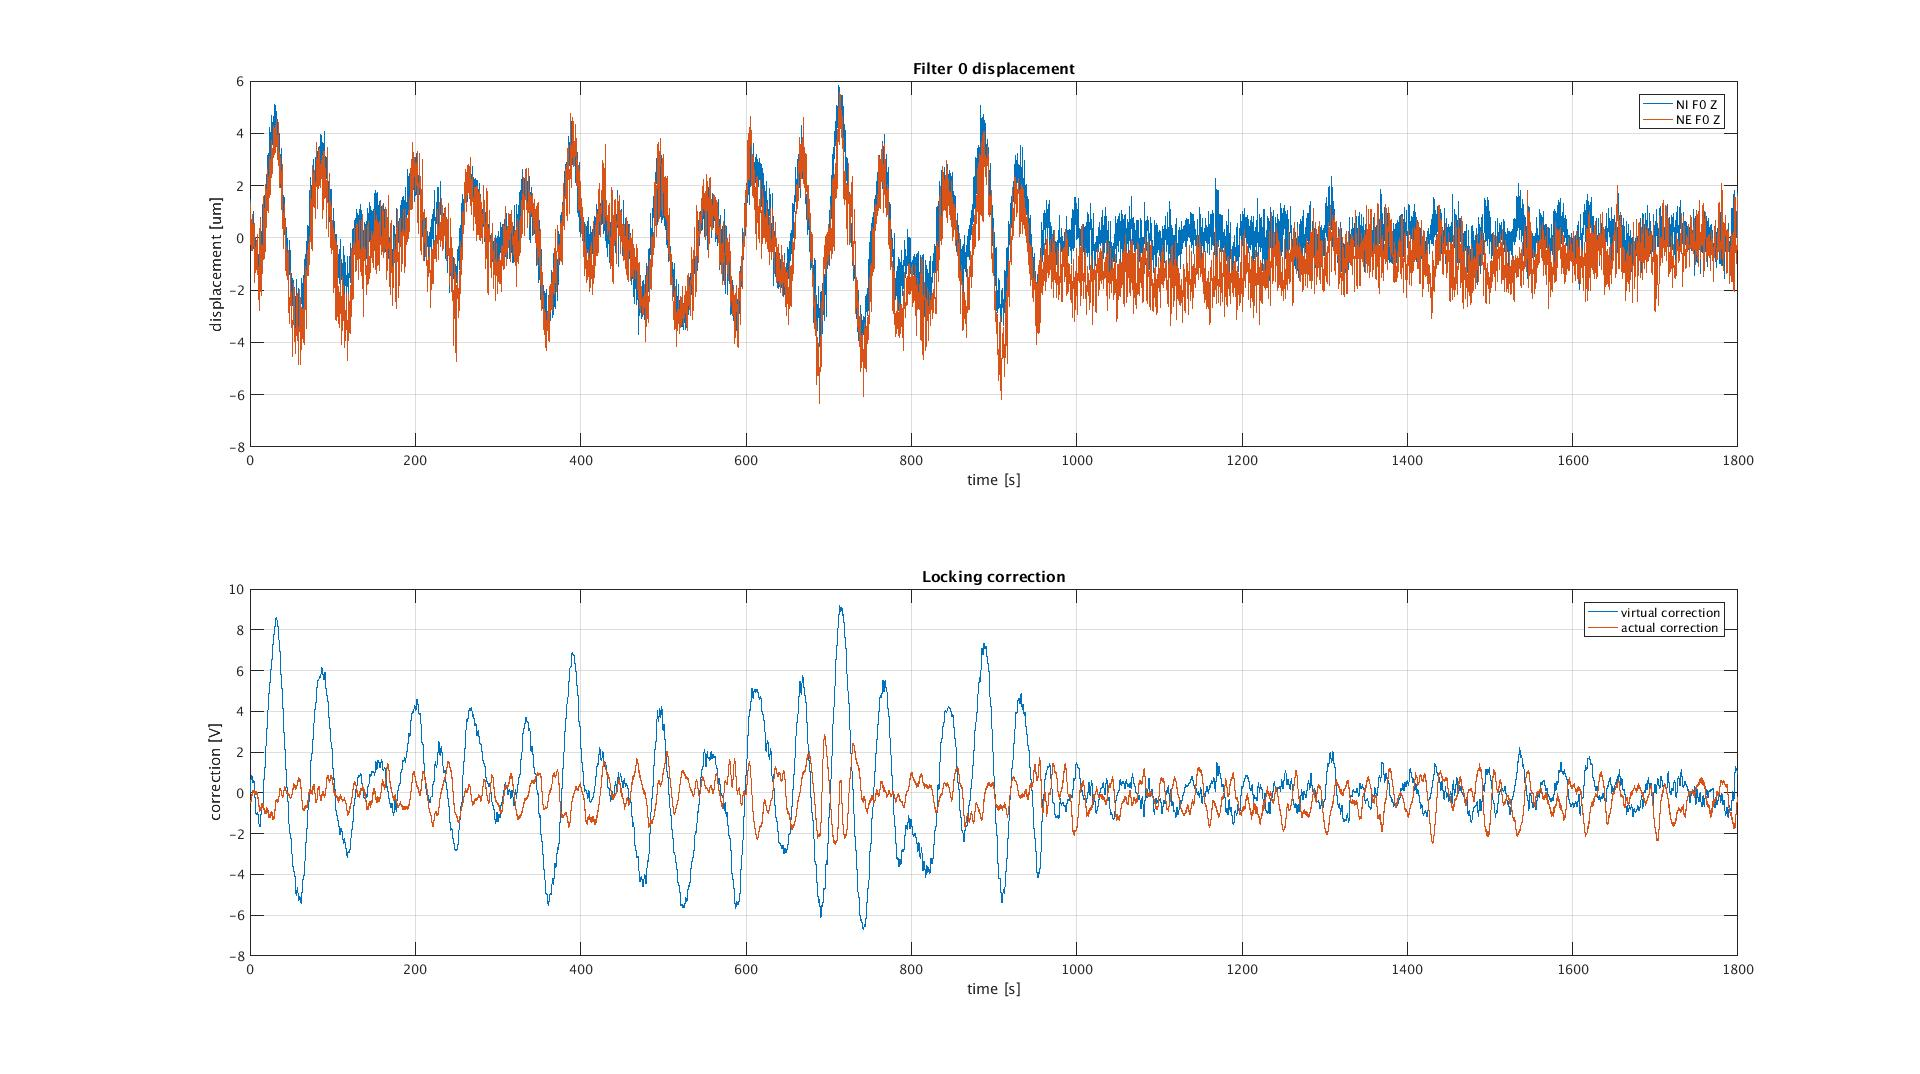 Filter 0 displacement
NI F0 Z
NE F0 Z
displacement [um]
6
4
2
0
−2
−4
−6
−8
0 200 400 600 800 1000 1200 1400 1600 1800
time [s]
Locking correction
virtual correction
actual correction
correction [V]
10
8
6
4
2
0
−2
−4
−6
−8
0 200 400 600 800 1000 1200 1400 1600 1800
time [s]